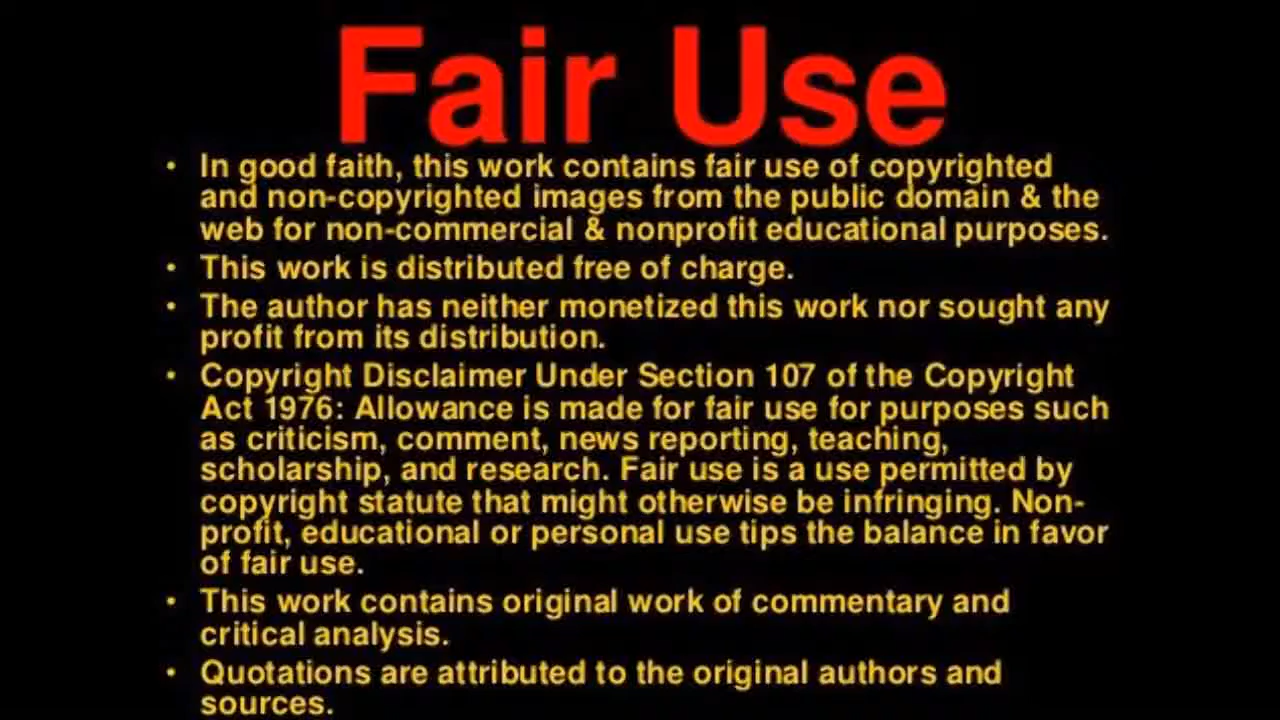 Fair Use
• In good faith, this work contains fair use of copyrighted
and non-copyrighted images from the public domain & the
web for non-commercial & nonprofit educational purposes.
• This work is distributed free of charge.
• The author has neither monetized this work nor sought any
profit from its distribution.
• Copyright Disclaimer Under Section 107 of the Copyright
Act 1976: Allowance is made for fair use for purposes such
as criticism, comment, news reporting, teaching,
scholarship, and research. Fair use is a use permitted by
copyright statute that might otherwise be infringing. Non-
profit, educational or personal use tips the balance in favor
of fair use.
• This work contains original work of commentary and
critical analysis.
• Quotations are attributed to the original authors and
sources.